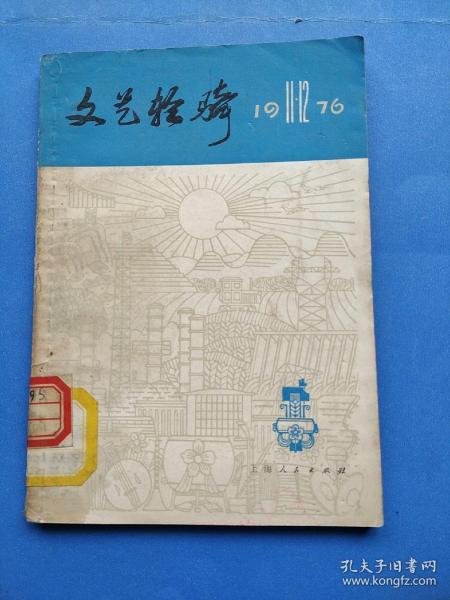 文艺轻骑 19 11·12 76
95
上海人民出版社
孔夫子旧书网
www.kongfz.com